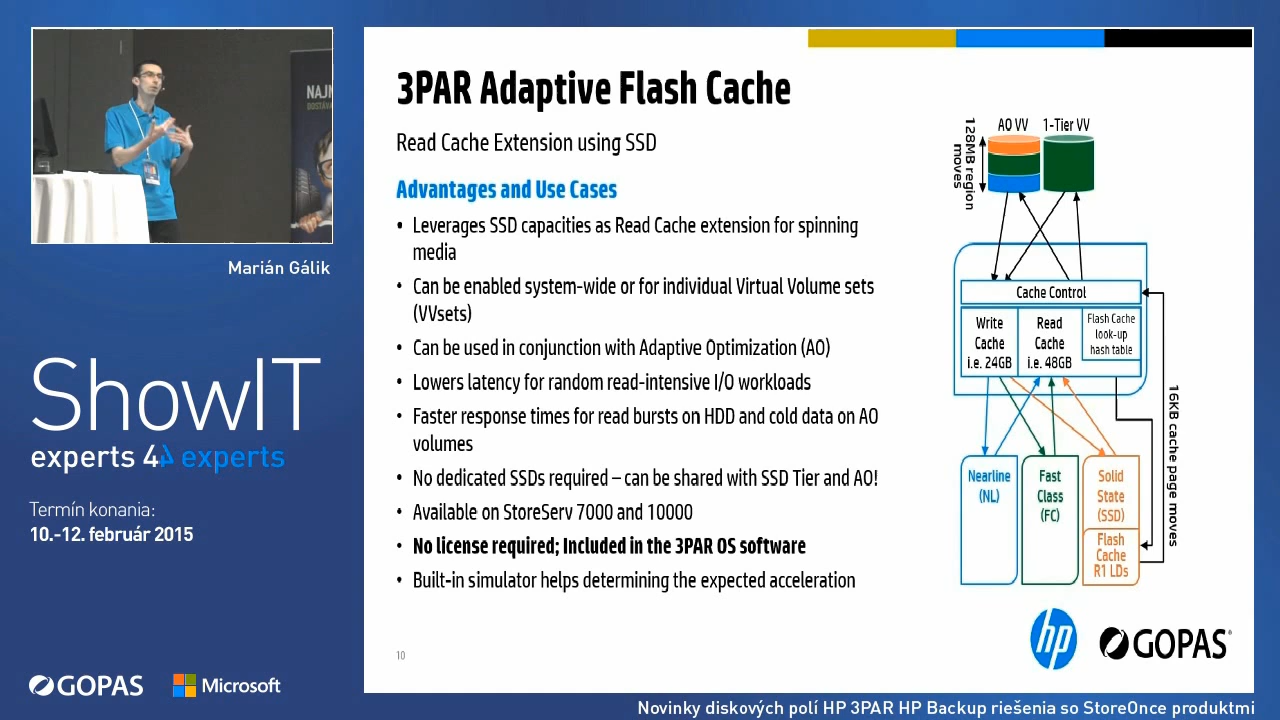 NAJM
DOSTÁVA
Marián Gálik
ShowIT
experts 4 experts
Termín konania:
10.-12. február 2015
GOPAS
Microsoft
3PAR Adaptive Flash Cache
Read Cache Extension using SSD
Advantages and Use Cases
• Leverages SSD capacities as Read Cache extension for spinning
media
• Can be enabled system-wide or for individual Virtual Volume sets
(VVsets)
• Can be used in conjunction with Adaptive Optimization (AO)
• Lowers latency for random read-intensive I/O workloads
• Faster response times for read bursts on HDD and cold data on AO
volumes
• No dedicated SSDs required – can be shared with SSD Tier and AO!
• Available on StoreServ 7000 and 10000
• No license required; Included in the 3PAR OS software
• Built-in simulator helps determining the expected acceleration
10
AO VV
1-Tier VV
128MB region
moves
Cache Control
Write
Cache
i.e. 24GB
Read
Cache
i.e. 48GB
Flash Cache
look-up
hash table
16KB cache page moves
Nearline
(NL)
Fast
Class
(FC)
Solid
State
(SSD)
Flash
Cache
R1 LDs
hp
GOPAS
Novinky diskových polí HP 3PAR HP Backup riešenia so StoreOnce produktmi